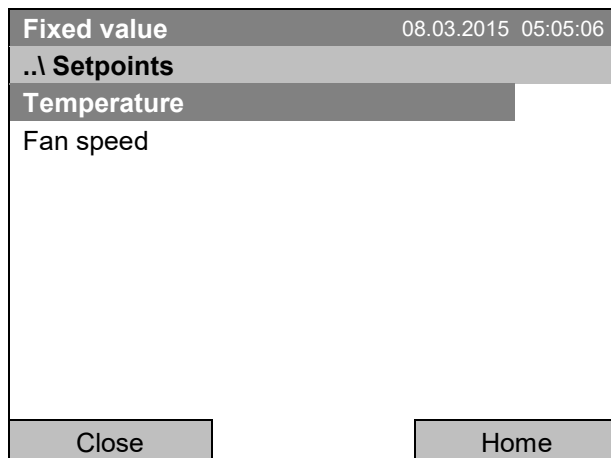 Fixed value 08.03.2015 05:05:06
..\ Setpoints
Temperature
Fan speed
Close Home